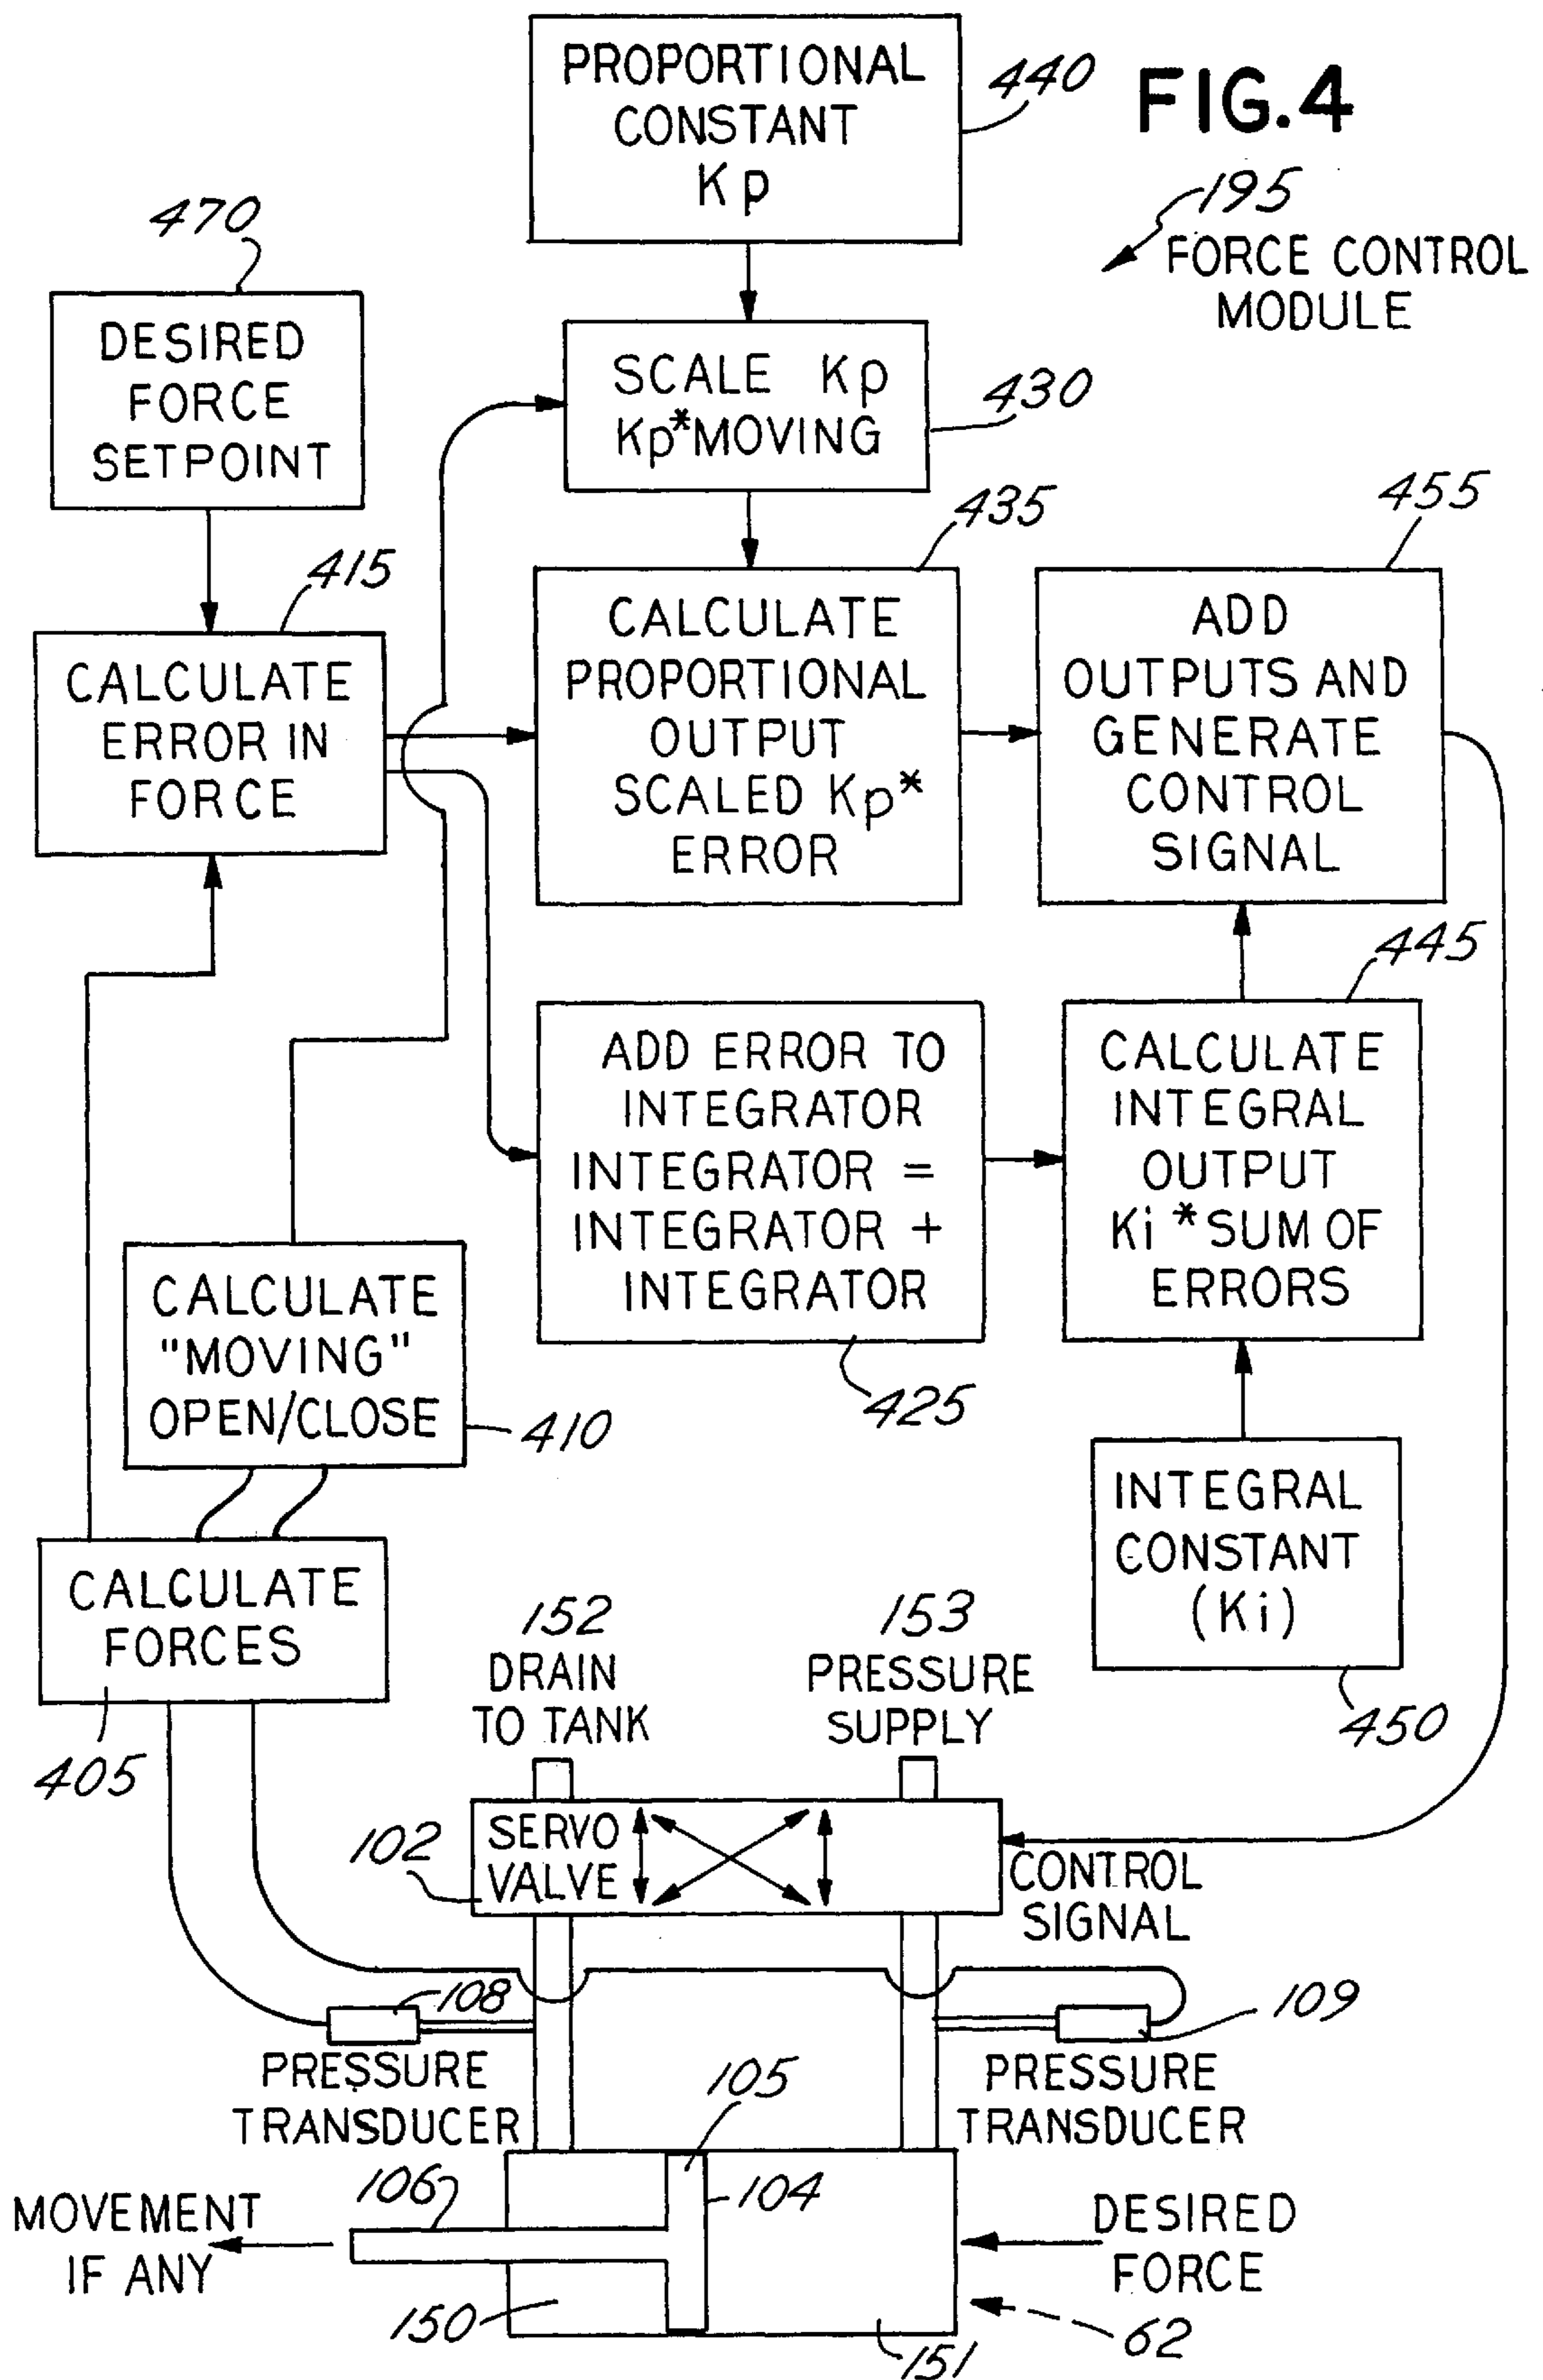 PROPORTIONAL
CONSTANT
Kp
440
FIG.4
195
FORCE CONTROL
MODULE
470
DESIRED
FORCE
SETPOINT
SCALE Kp
Kp*MOVING
430
415
CALCULATE
ERROR IN
FORCE
435
CALCULATE
PROPORTIONAL
OUTPUT
SCALED Kp*
ERROR
455
ADD
OUTPUTS AND
GENERATE
CONTROL
SIGNAL
445
ADD ERROR TO
INTEGRATOR
INTEGRATOR =
INTEGRATOR +
INTEGRATOR
425
CALCULATE
INTEGRAL
OUTPUT
Ki *SUM OF
ERRORS
CALCULATE
"MOVING"
OPEN/CLOSE
410
INTEGRAL
CONSTANT
(Ki)
450
CALCULATE
FORCES
405
152
DRAIN
TO TANK
153
PRESSURE
SUPPLY
102
SERVO
VALVE
CONTROL
SIGNAL
108
109
PRESSURE
TRANSDUCER
PRESSURE
TRANSDUCER
105
106
104
MOVEMENT
IF ANY
DESIRED
FORCE
150
151
62